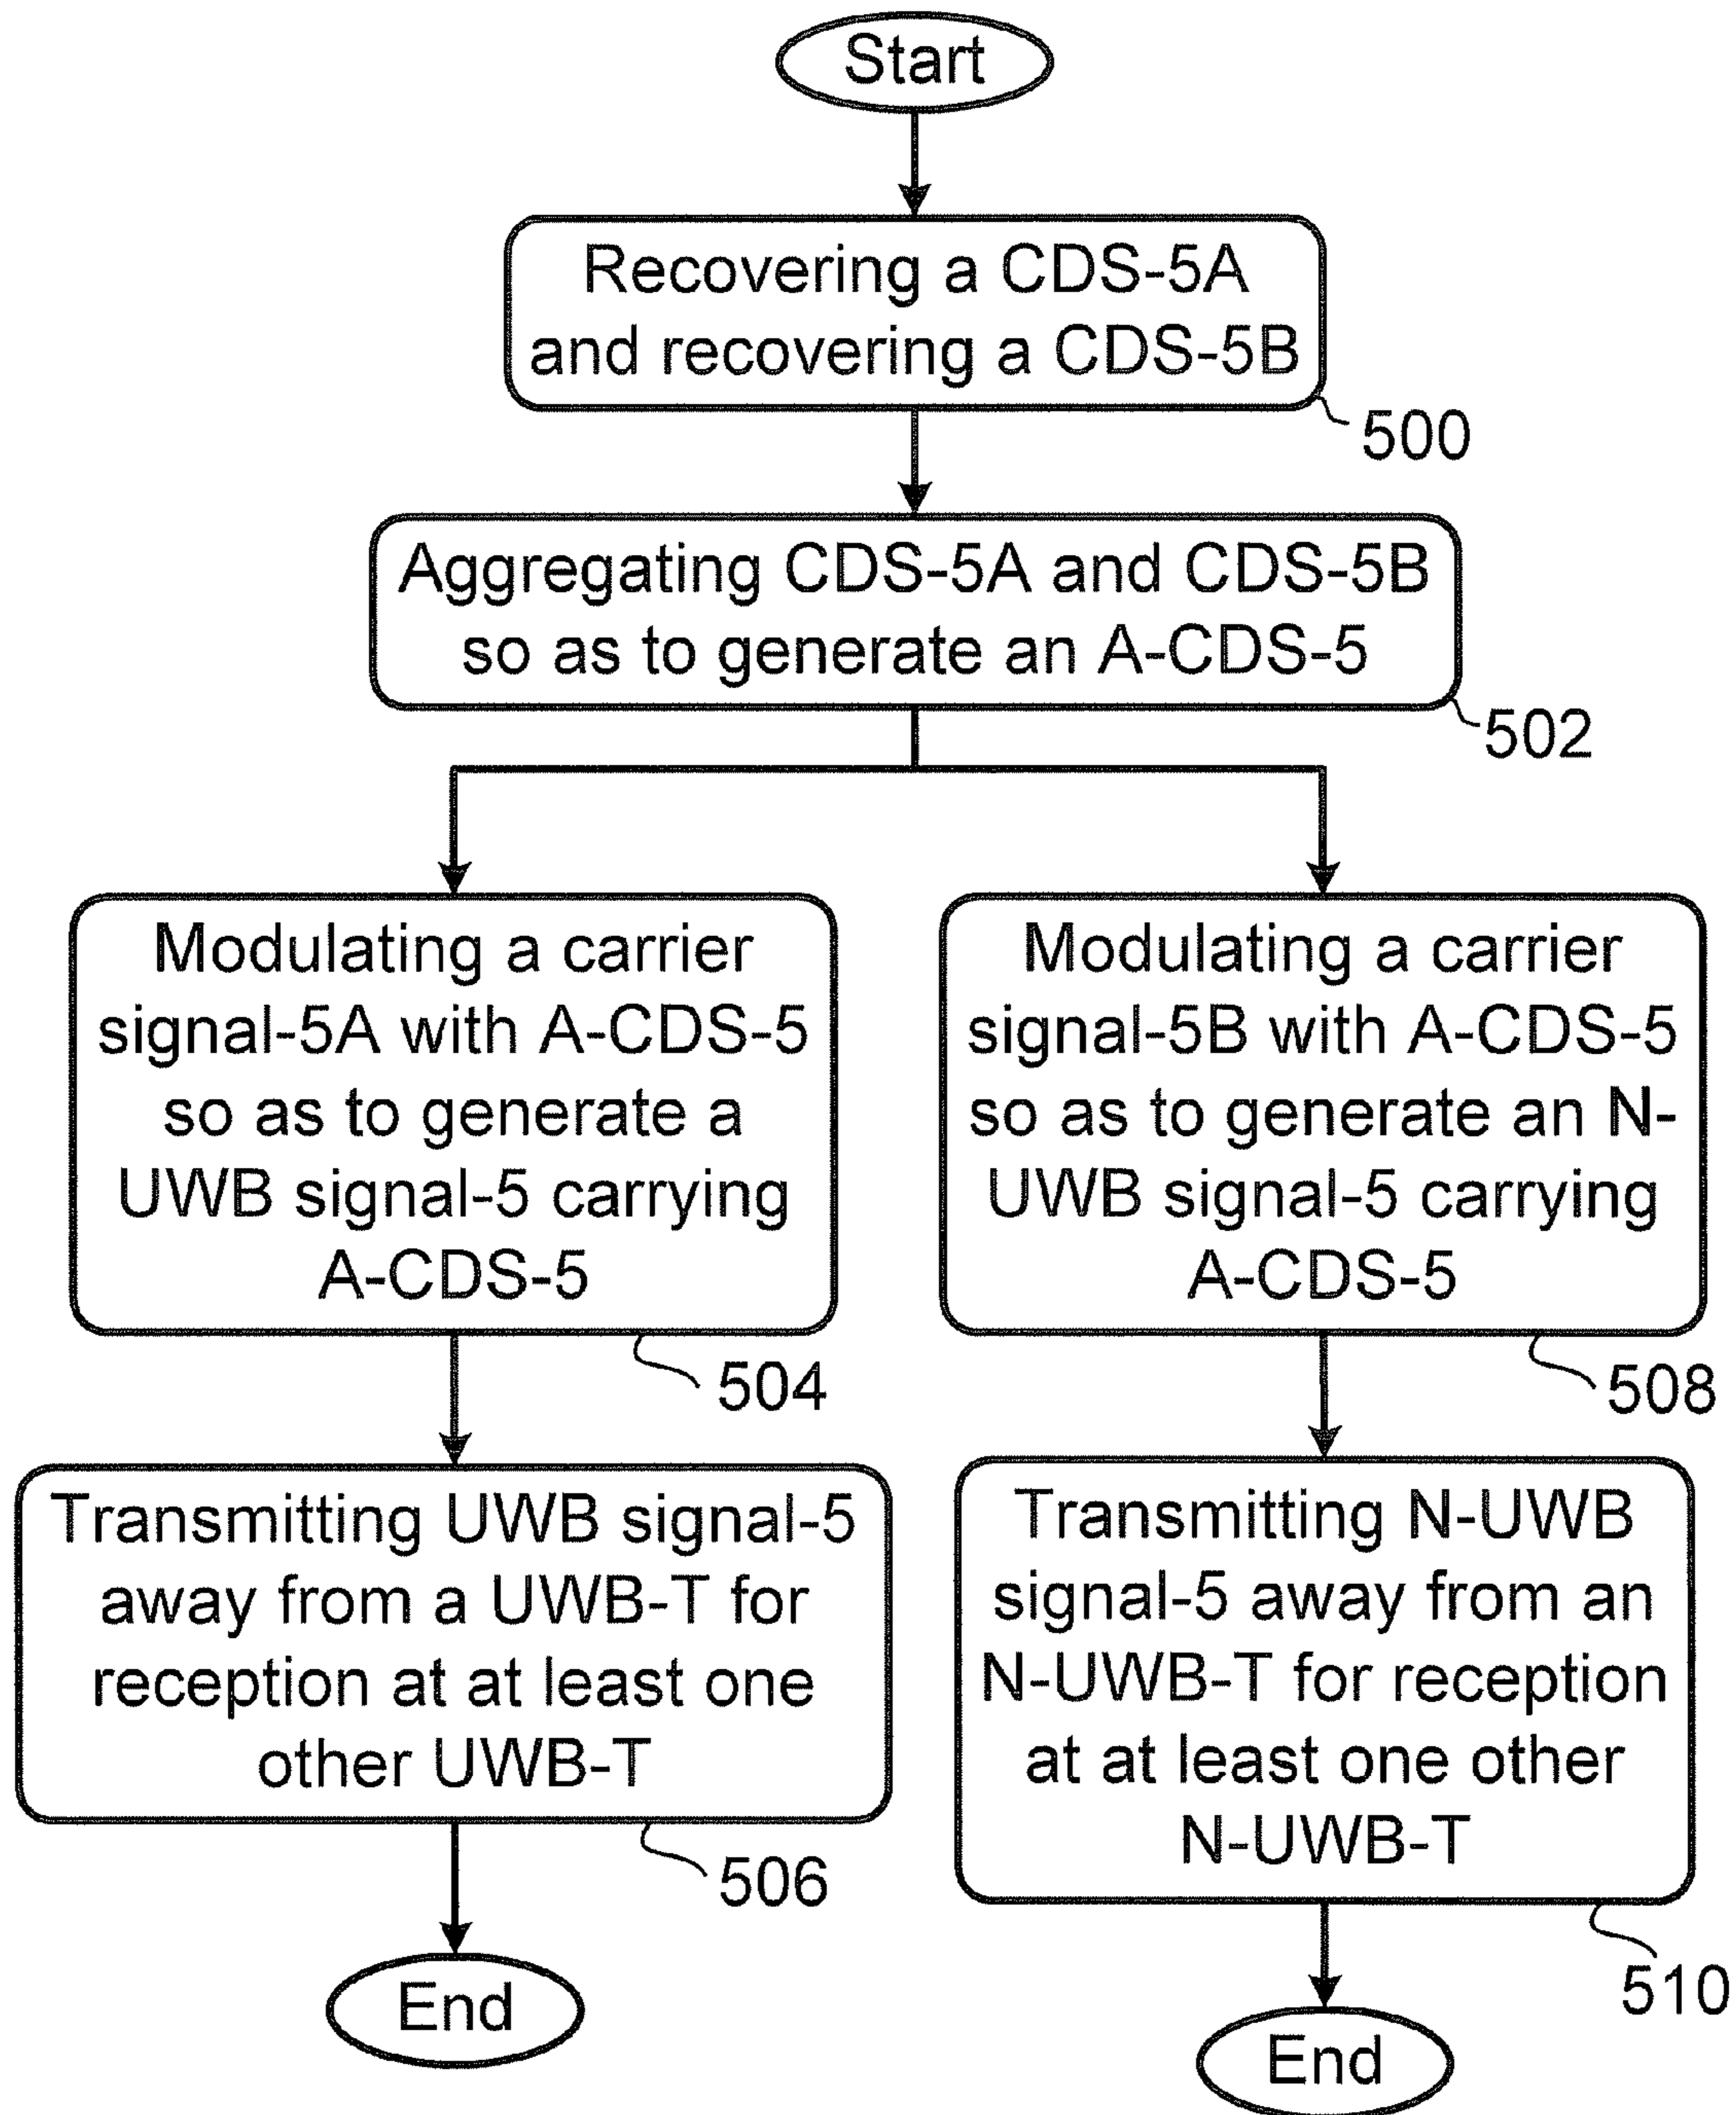 Start
Recovering a CDS-5A
and recovering a CDS-5B
500
Aggregating CDS-5A and CDS-5B
so as to generate an A-CDS-5
502
Modulating a carrier
signal-5A with A-CDS-5
so as to generate a
UWB signal-5 carrying
A-CDS-5
504
Transmitting UWB signal-5
away from a UWB-T for
reception at at least one
other UWB-T
506
End
Modulating a carrier
signal-5B with A-CDS-5
so as to generate an N-
UWB signal-5 carrying
A-CDS-5
508
Transmitting N-UWB
signal-5 away from an
N-UWB-T for reception
at at least one other
N-UWB-T
510
End